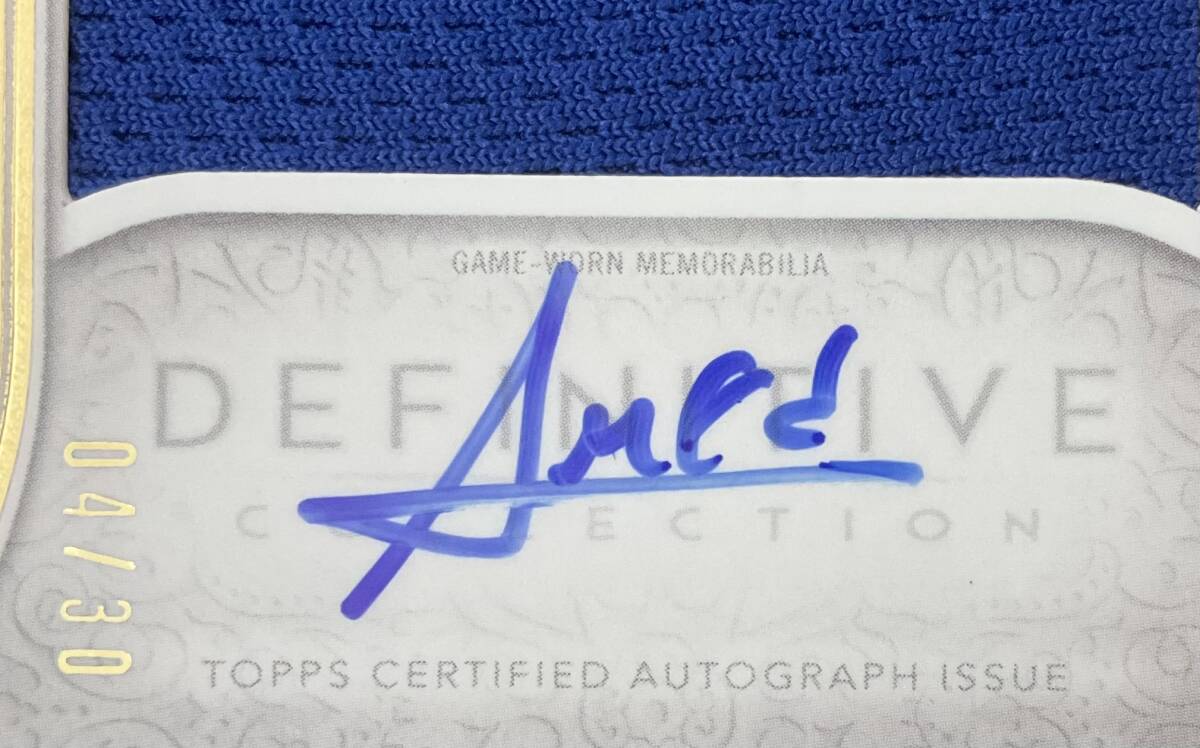 GAME-WORN MEMORABILIA
DEFINITIVE
COLLECTION
04/30
TOPPS CERTIFIED AUTOGRAPH ISSUE